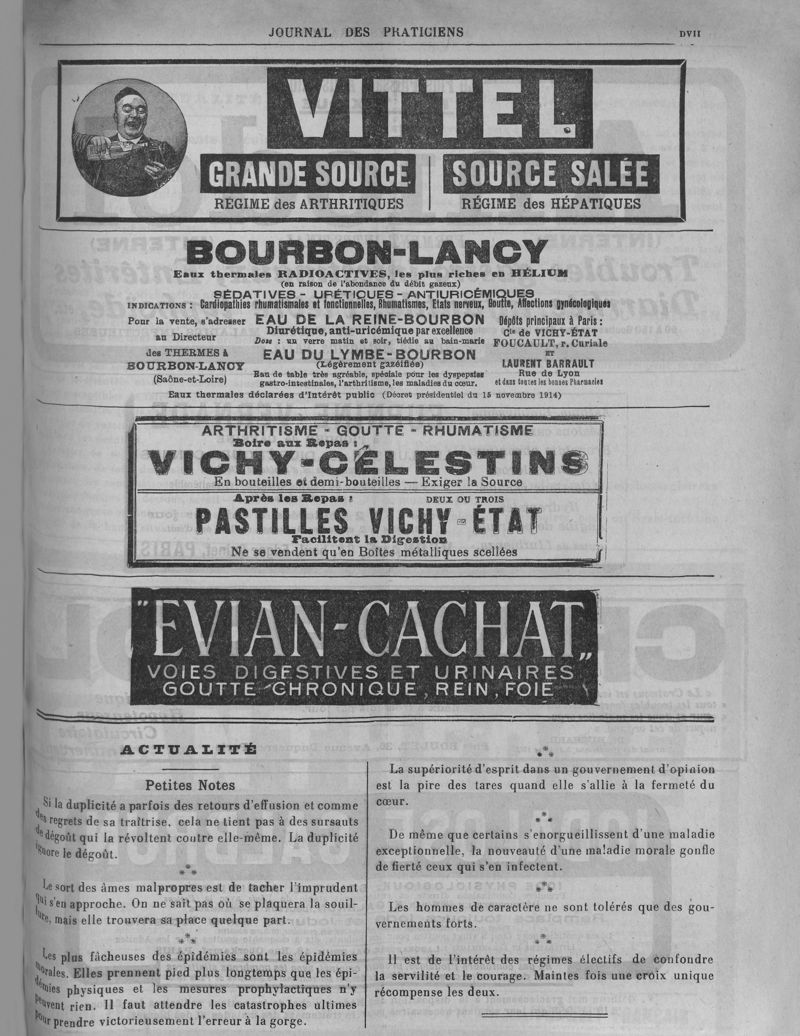 JOURNAL DES PRATICIENS
DVII
VITTEL
GRANDE SOURCE
RÉGIME des ARTHRITIQUES
SOURCE SALÉE
RÉGIME des HÉPATIQUES
BOURBON-LANCY
Eaux thermales RADIOACTIVES, les plus riches en HÉLIUM
(en raison de l'abondance du débit gazeux)
SÉDATIVES - URÉTIQUES - ANTIURICÉMIQUES
INDICATIONS : Cardiopathies rhumatismales et fonctionnelles, Rhumatismes, Etats nerveux, Goutte, Affections gynécologiques
Pour la vente, s'adresser
au Directeur
des THERMES à
BOURBON-LANCY
(Saône-et-Loire)
EAU DE LA REINE-BOURBON
Diurétique, anti-uricémique par excellence
Dose : un verre matin et soir, tiédie au bain-marie
EAU DU LYMBE-BOURBON
(Légèrement gazéifiée)
Eau de table très agréable, spéciale pour les dyspepsies
gastro-intestinales, l'arthritisme, les maladies du cœur.
Dépôts principaux à Paris :
Cie de VICHY-ÉTAT
FOUCAULT, r. Curiale
ET
LAURENT BARRAULT
Rue de Lyon
et dans toutes les bonnes Pharmacies
Eaux thermales déclarées d'Intérêt public (Décret présidentiel du 15 novembre 1914)
ARTHRITISME - GOUTTE - RHUMATISME
Boire aux Repas :
VICHY-CÉLESTINS
En bouteilles et demi-bouteilles — Exiger la Source
Après les Repas : DEUX OU TROIS
PASTILLES VICHY-ÉTAT
Facilitent la Digestion
Ne se vendent qu'en Boîtes métalliques scellées
"EVIAN-CACHAT„
VOIES DIGESTIVES ET URINAIRES
GOUTTE CHRONIQUE, REIN, FOIE
ACTUALITÉ
Petites Notes
Si la duplicité a parfois des retours d'effusion et comme
des regrets de sa traîtrise, cela ne tient pas à des sursauts
de dégoût qui la révoltent contre elle-même. La duplicité
ignore le dégoût.
Le sort des âmes malpropres est de tacher l'imprudent
qui s'en approche. On ne sait pas où se plaquera la souil-
lure, mais elle trouvera sa place quelque part.
Les plus fâcheuses des épidémies sont les épidémies
morales. Elles prennent pied plus longtemps que les épi-
démies physiques et les mesures prophylactiques n'y
peuvent rien. Il faut attendre les catastrophes ultimes
pour prendre victorieusement l'erreur à la gorge.
La supériorité d'esprit dans un gouvernement d'opinion
est la pire des tares quand elle s'allie à la fermeté du
cœur.
De même que certains s'enorgueillissent d'une maladie
exceptionnelle, la nouveauté d'une maladie morale gonfle
de fierté ceux qui s'en infectent.
Les hommes de caractère ne sont tolérés que des gou-
vernements forts.
Il est de l'intérêt des régimes électifs de confondre
la servilité et le courage. Maintes fois une croix unique
récompense les deux.